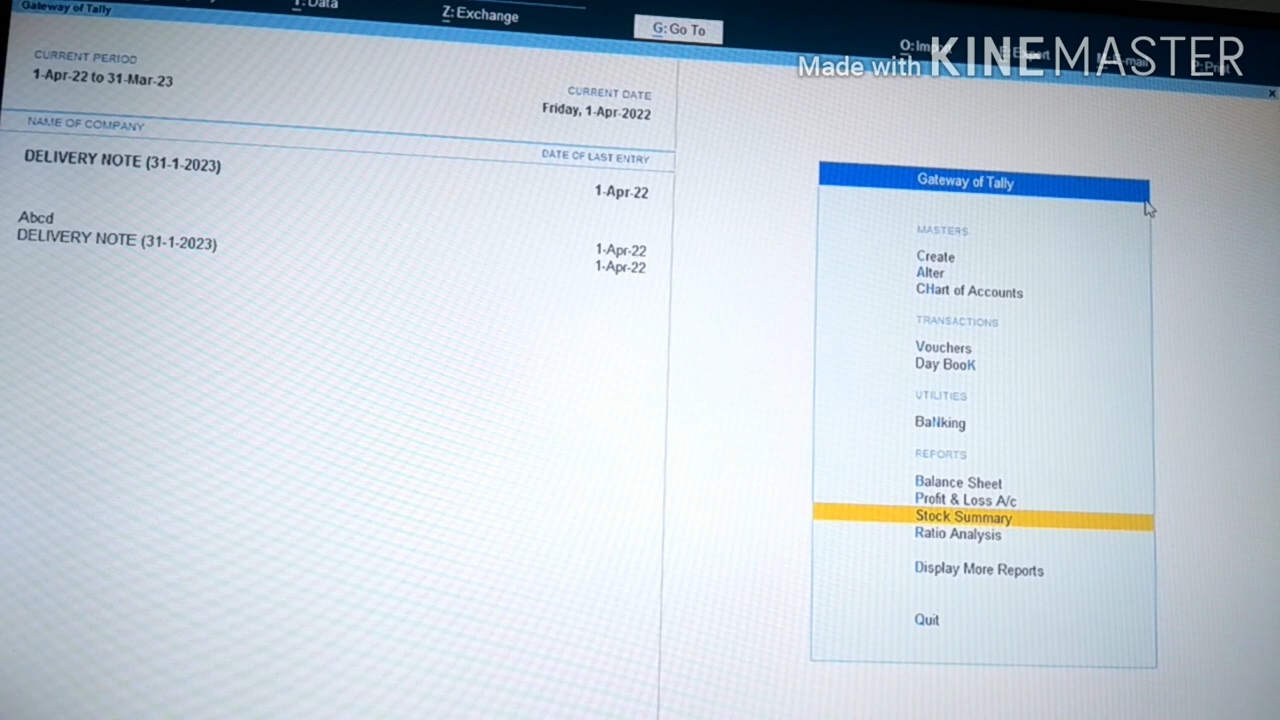 Gateway of Tally
Z: Exchange
G: Go To
Made with KINEMASTER
CURRENT PERIOD
1-Apr-22 to 31-Mar-23
CURRENT DATE
Friday, 1-Apr-2022
NAME OF COMPANY
DATE OF LAST ENTRY
DELIVERY NOTE (31-1-2023)
1-Apr-22
Abcd
1-Apr-22
DELIVERY NOTE (31-1-2023)
1-Apr-22
Gateway of Tally
MASTERS
Create
Alter
CHart of Accounts
TRANSACTIONS
Vouchers
Day BooK
UTILITIES
BaNking
REPORTS
Balance Sheet
Profit & Loss A/c
Stock Summary
Ratio Analysis
Display More Reports
Quit